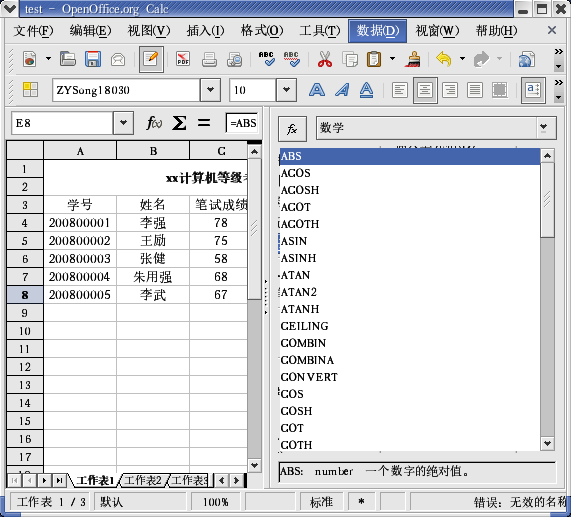 test - OpenOffice.org Calc
文件(F) 编辑(E) 视图(V) 插入(I) 格式(O) 工具(T) 数据(D) 视窗(W) 帮助(H)
PDF ABC ABC
ZYSong18030 10 A A A
E8 f(x) Σ = =ABS fx 数学
A B C
1
2 xx计算机等级
3 学号 姓名 笔试成绩
4 200800001 李强 78
5 200800002 王励 75
6 200800003 张健 58
7 200800004 朱用强 68
8 200800005 李武 67
9
10
11
12
13
14
15
16
17
ABS
ACOS
ACOSH
ACOT
ACOTH
ASIN
ASINH
ATAN
ATAN2
ATANH
CEILING
COMBIN
COMBINA
CONVERT
COS
COSH
COT
COTH
工作表1 工作表2 工作表3
ABS: number 一个数字的绝对值。
工作表 1 / 3 默认 100% 标准 * 错误: 无效的名称